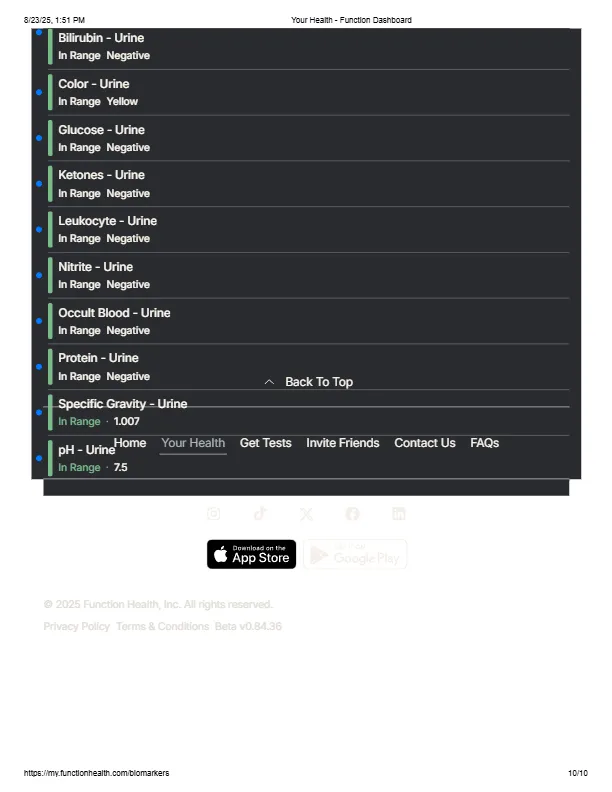 8/23/25, 1:51 PM
Your Health - Function Dashboard
Bilirubin - Urine
In Range Negative
Color - Urine
In Range Yellow
Glucose - Urine
In Range Negative
Ketones - Urine
In Range Negative
Leukocyte - Urine
In Range Negative
Nitrite - Urine
In Range Negative
Occult Blood - Urine
In Range Negative
Protein - Urine
In Range Negative
Back To Top
Specific Gravity - Urine
In Range · 1.007
Home Your Health Get Tests Invite Friends Contact Us FAQs
pH - Urine
In Range · 7.5
Download on the
App Store
Google Play
© 2025 Function Health, Inc. All rights reserved.
Privacy Policy Terms & Conditions Beta v0.84.36
https://my.functionhealth.com/biomarkers
10/10